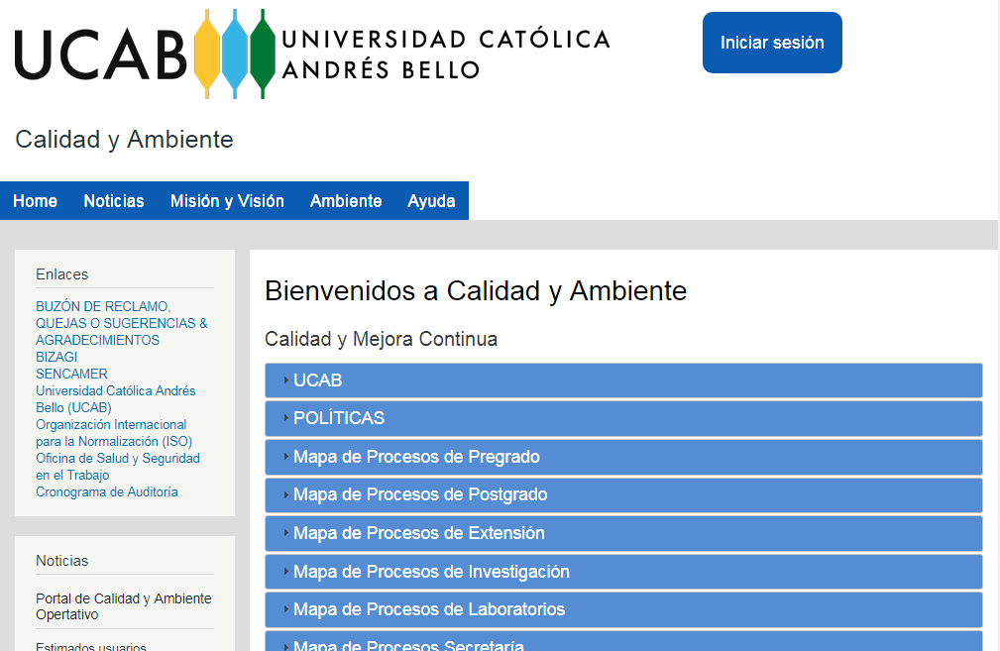 UCAB
UNIVERSIDAD CATÓLICA
ANDRÉS BELLO
Iniciar sesión
Calidad y Ambiente
Home Noticias Misión y Visión Ambiente Ayuda
Enlaces
BUZÓN DE RECLAMO,
QUEJAS O SUGERENCIAS &
AGRADECIMIENTOS
BIZAGI
SENCAMER
Universidad Católica Andrés
Bello (UCAB)
Organización Internacional
para la Normalización (ISO)
Oficina de Salud y Seguridad
en el Trabajo
Cronograma de Auditoría
Noticias
Portal de Calidad y Ambiente
Opertativo
Estimados usuarios
Bienvenidos a Calidad y Ambiente
Calidad y Mejora Continua
UCAB
POLÍTICAS
Mapa de Procesos de Pregrado
Mapa de Procesos de Postgrado
Mapa de Procesos de Extensión
Mapa de Procesos de Investigación
Mapa de Procesos de Laboratorios
Mapa de Procesos Secretaría